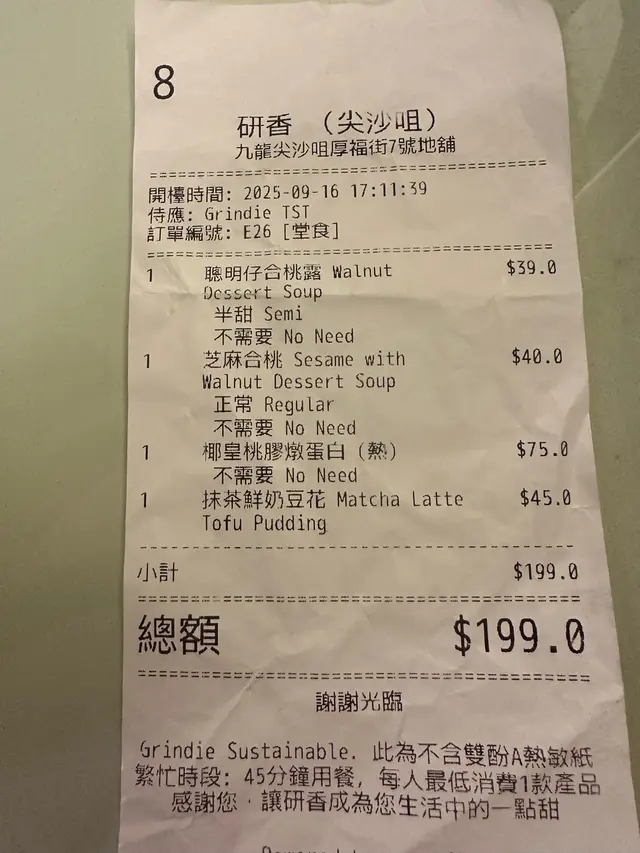 8
研香 （尖沙咀）
九龍尖沙咀厚福街7號地舖
開檯時間: 2025-09-16 17:11:39
侍應: Grindie TST
訂單編號: E26 [堂食]
1 聰明仔合桃露 Walnut $39.0
Dessert Soup
半甜 Semi
不需要 No Need
1 芝麻合桃 Sesame with $40.0
Walnut Dessert Soup
正常 Regular
不需要 No Need
1 椰皇桃膠燉蛋白 (熱) $75.0
不需要 No Need
1 抹茶鮮奶豆花 Matcha Latte $45.0
Tofu Pudding
小計 $199.0
總額 $199.0
謝謝光臨
Grindie Sustainable. 此為不含雙酚A熱敏紙
繁忙時段: 45分鐘用餐, 每人最低消費1款產品
感謝您，讓研香成為您生活中的一點甜